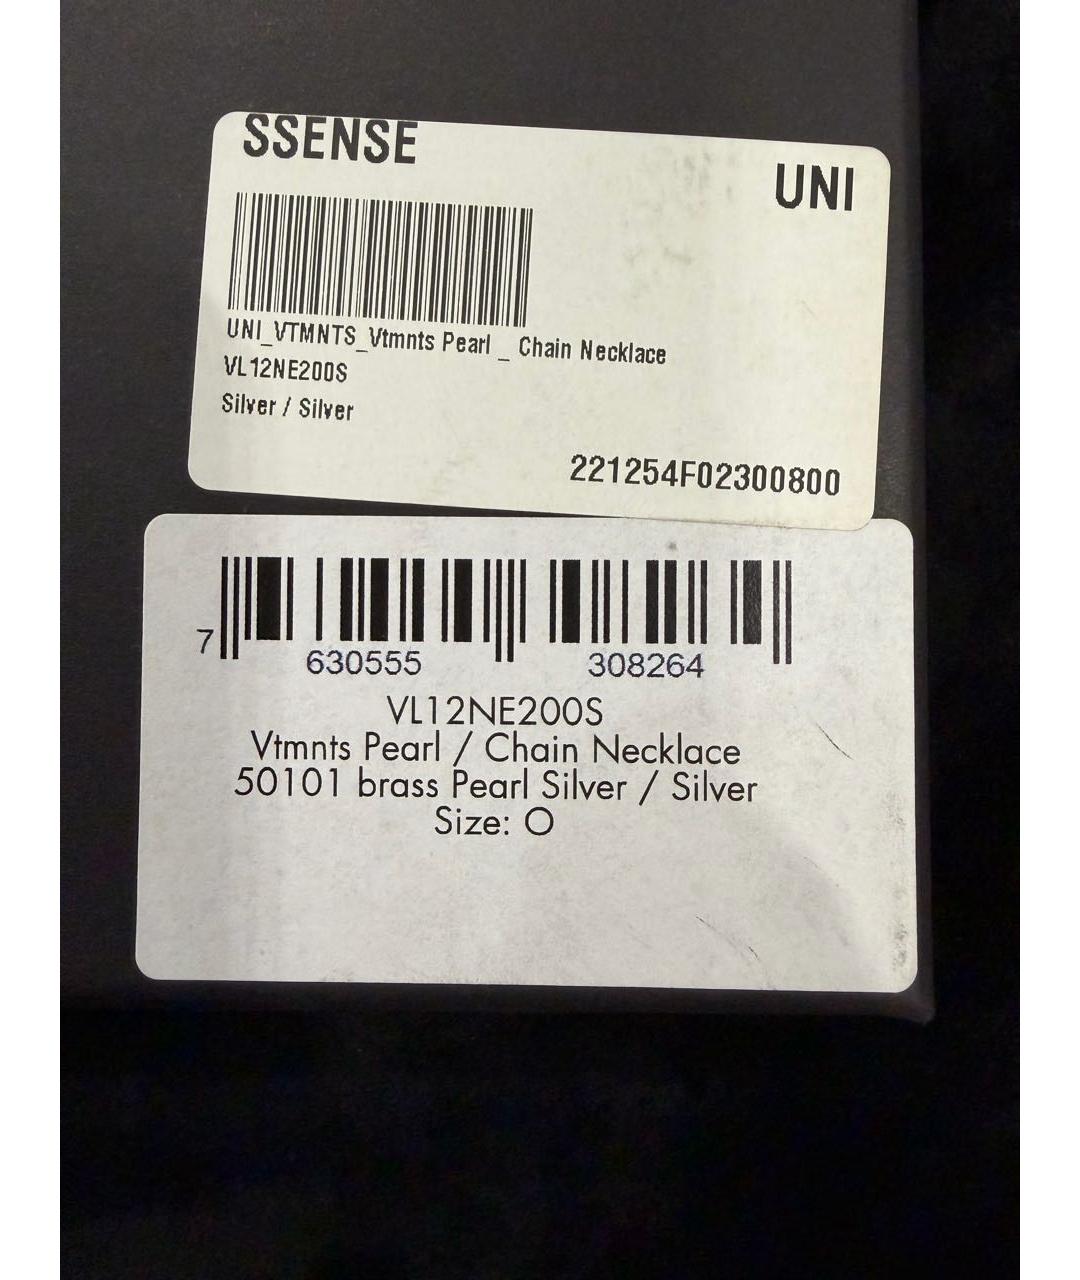 SSENSE
UNI
UNI_VTMNTS_Vtmnts Pearl _ Chain Necklace
VL12NE200S
Silver / Silver
221254F02300800
7 630555 308264
VL12NE200S
Vtmnts Pearl / Chain Necklace
50101 brass Pearl Silver / Silver
Size: O